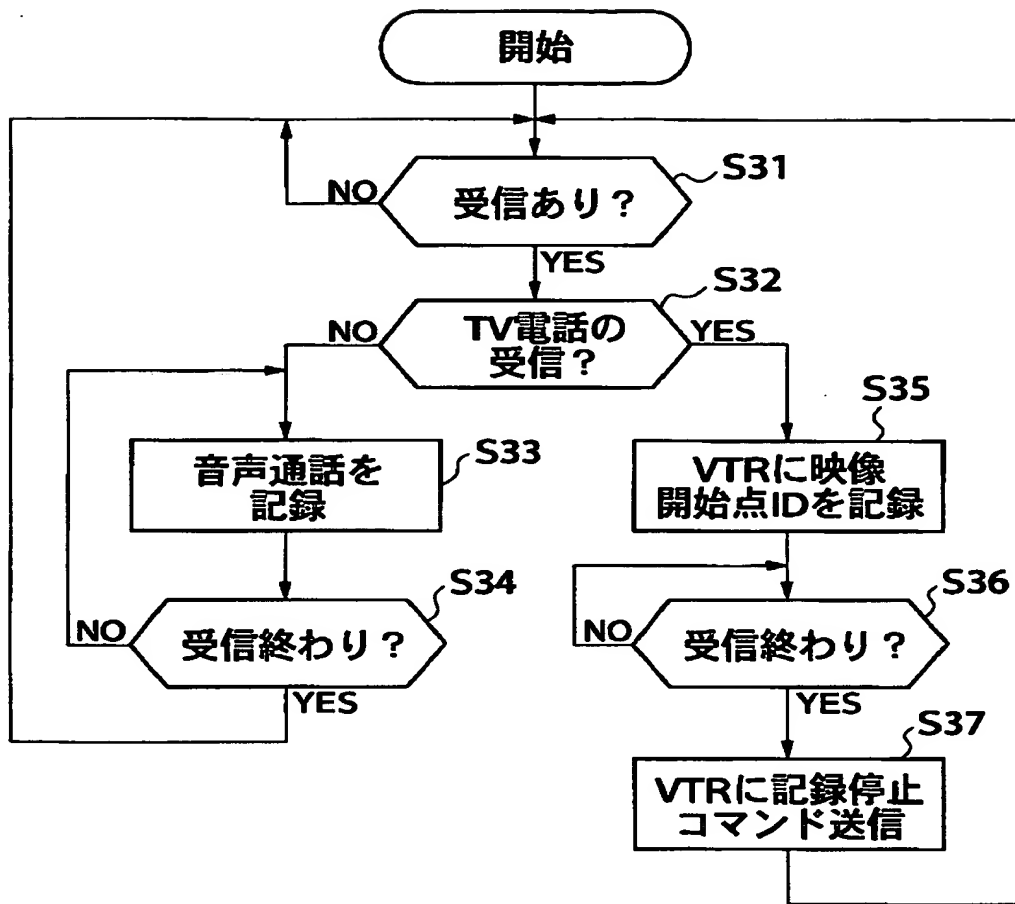 開始
S31
受信あり？
NO
YES
S32
TV電話の
受信？
NO
YES
S33
音声通話を
記録
S35
VTRに映像
開始点IDを記録
S34
受信終わり？
NO
YES
S36
受信終わり？
NO
YES
S37
VTRに記録停止
コマンド送信